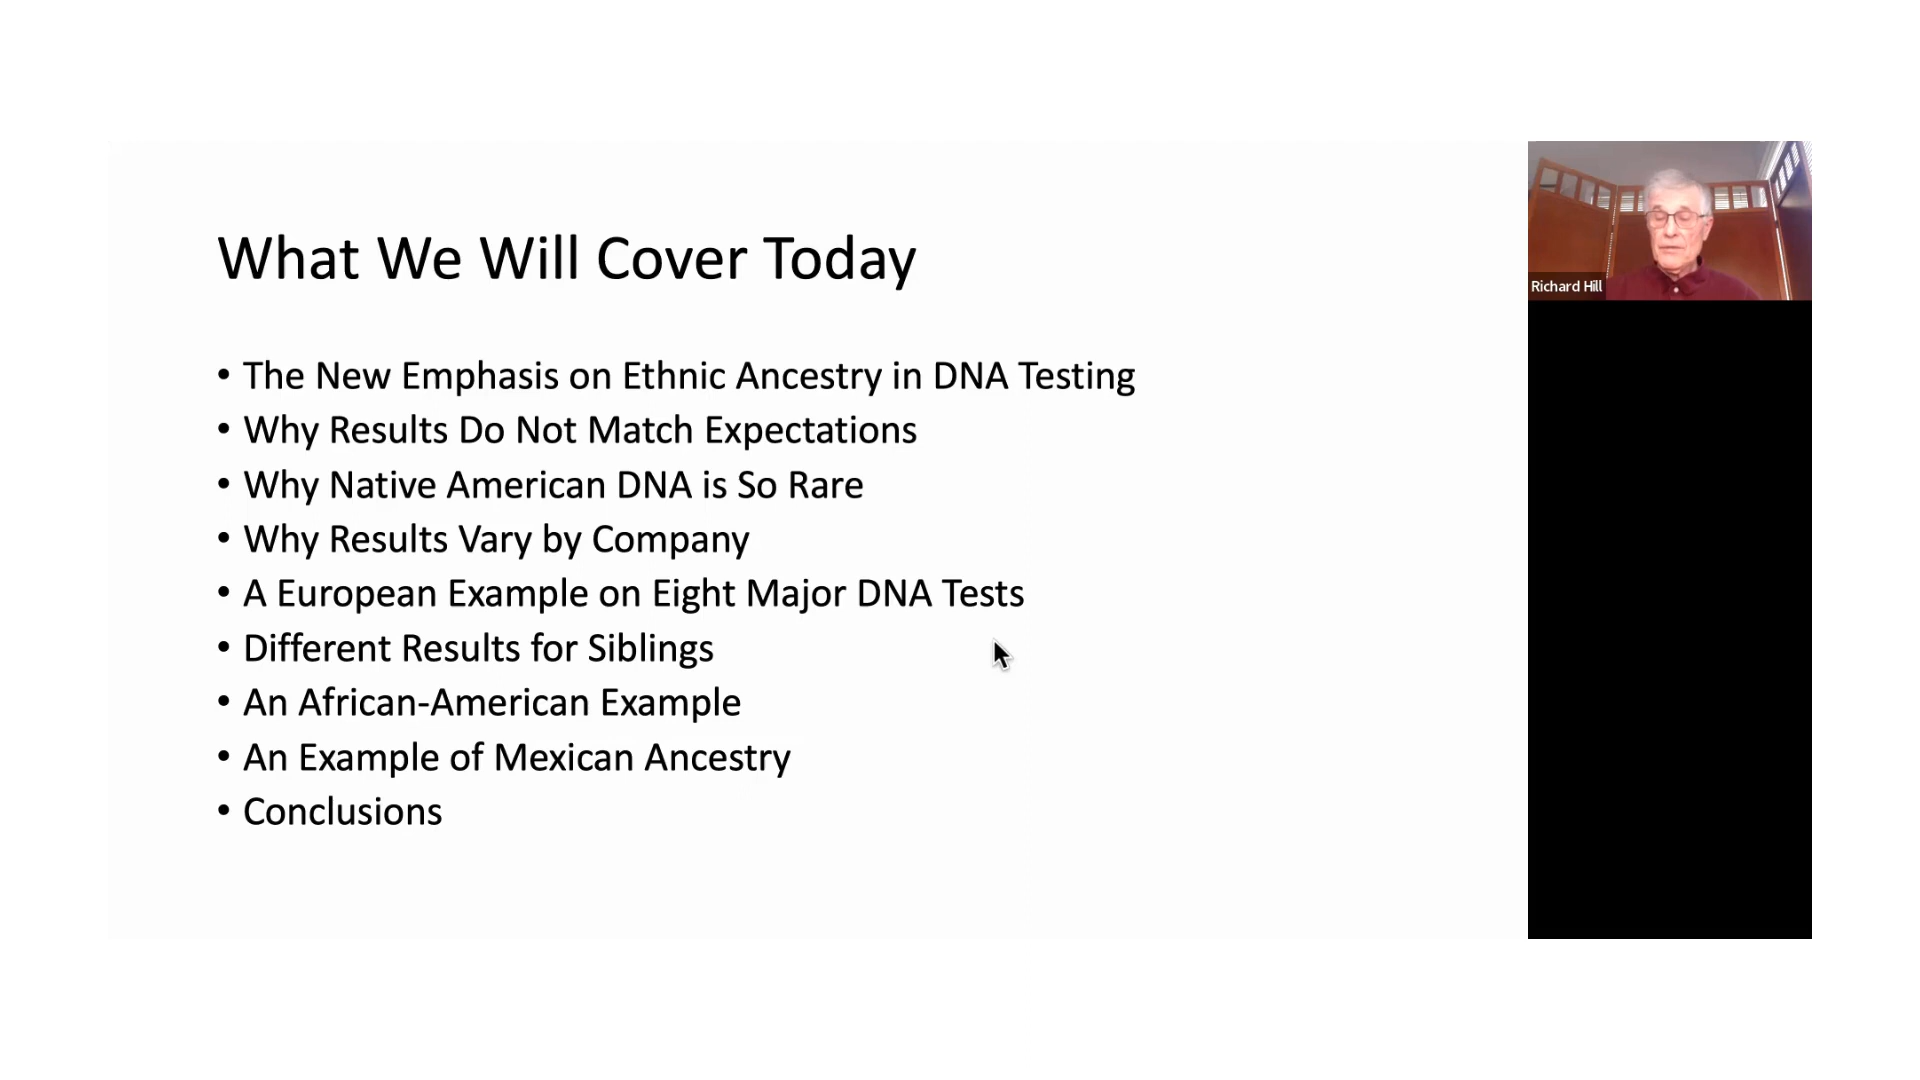 What We Will Cover Today
• The New Emphasis on Ethnic Ancestry in DNA Testing
• Why Results Do Not Match Expectations
• Why Native American DNA is So Rare
• Why Results Vary by Company
• A European Example on Eight Major DNA Tests
• Different Results for Siblings
• An African-American Example
• An Example of Mexican Ancestry
• Conclusions
Richard Hill